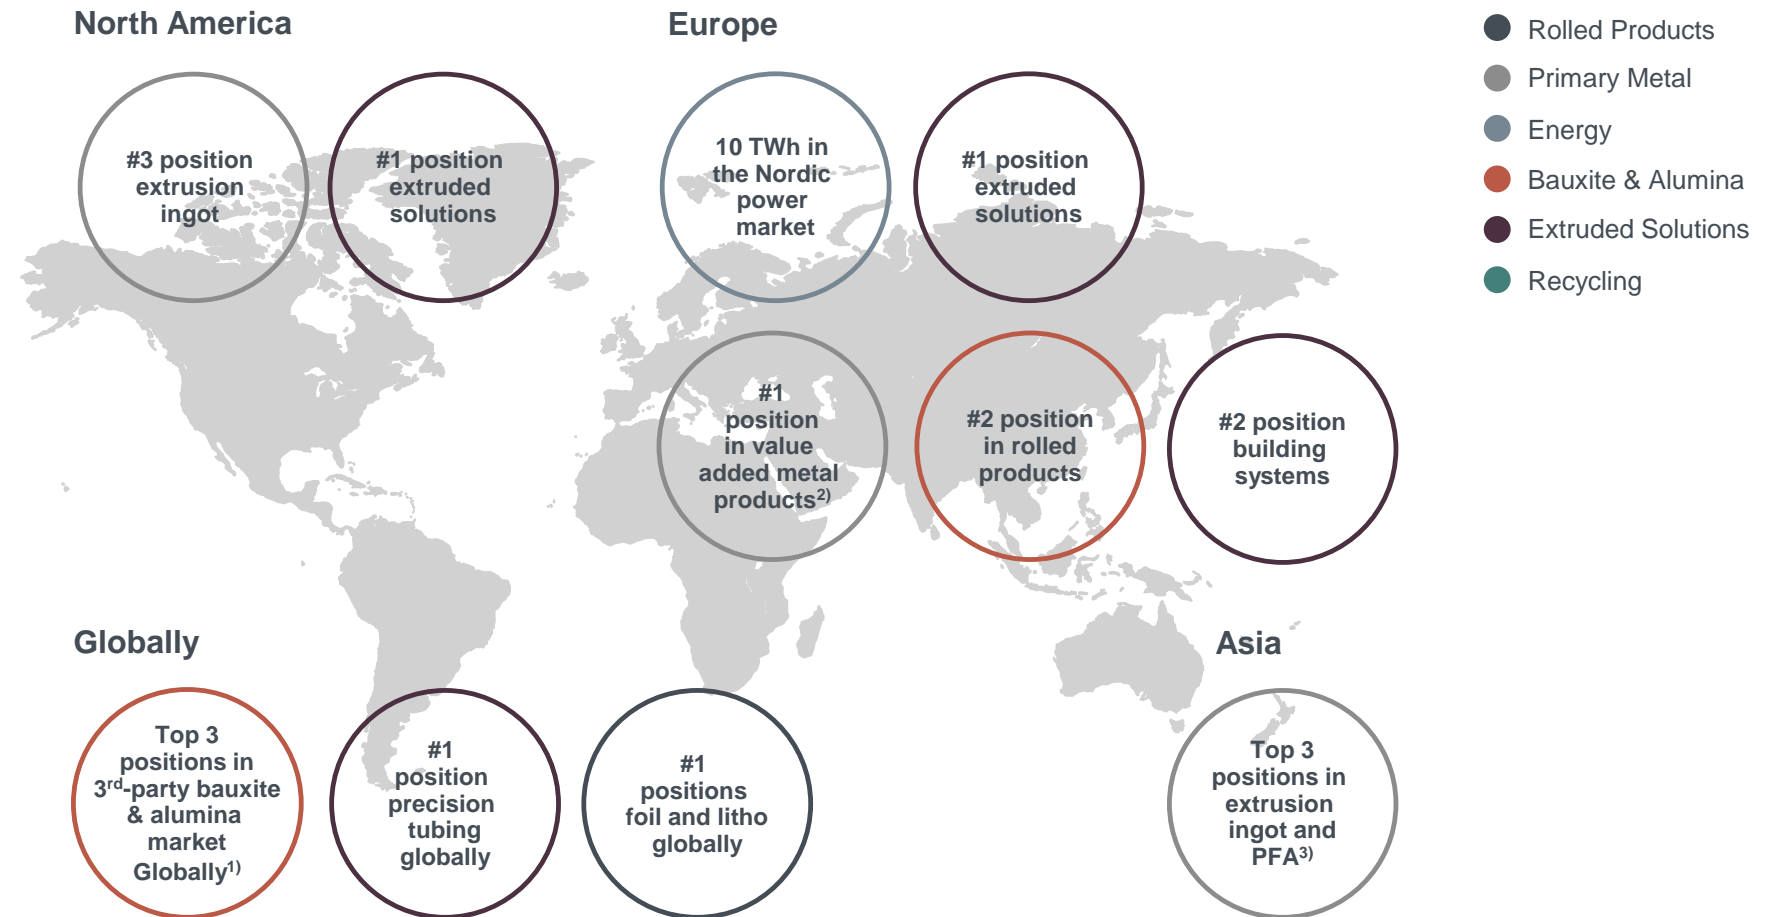 North America
#3 position
extrusion
ingot
#1 position
extruded
solutions
Europe
10 TWh in
the Nordic
power
market
#1 position
extruded
solutions
#1
position
in value
added metal
products2)
#2 position
in rolled
products
#2 position
building
systems
Rolled Products
Primary Metal
Energy
Bauxite & Alumina
Extruded Solutions
Recycling
Globally
Top 3
positions in
3rd-party bauxite
& alumina
market
Globally1)
#1
position
precision
tubing
globally
#1
positions
foil and litho
globally
Asia
Top 3
positions in
extrusion
ingot and
PFA3)